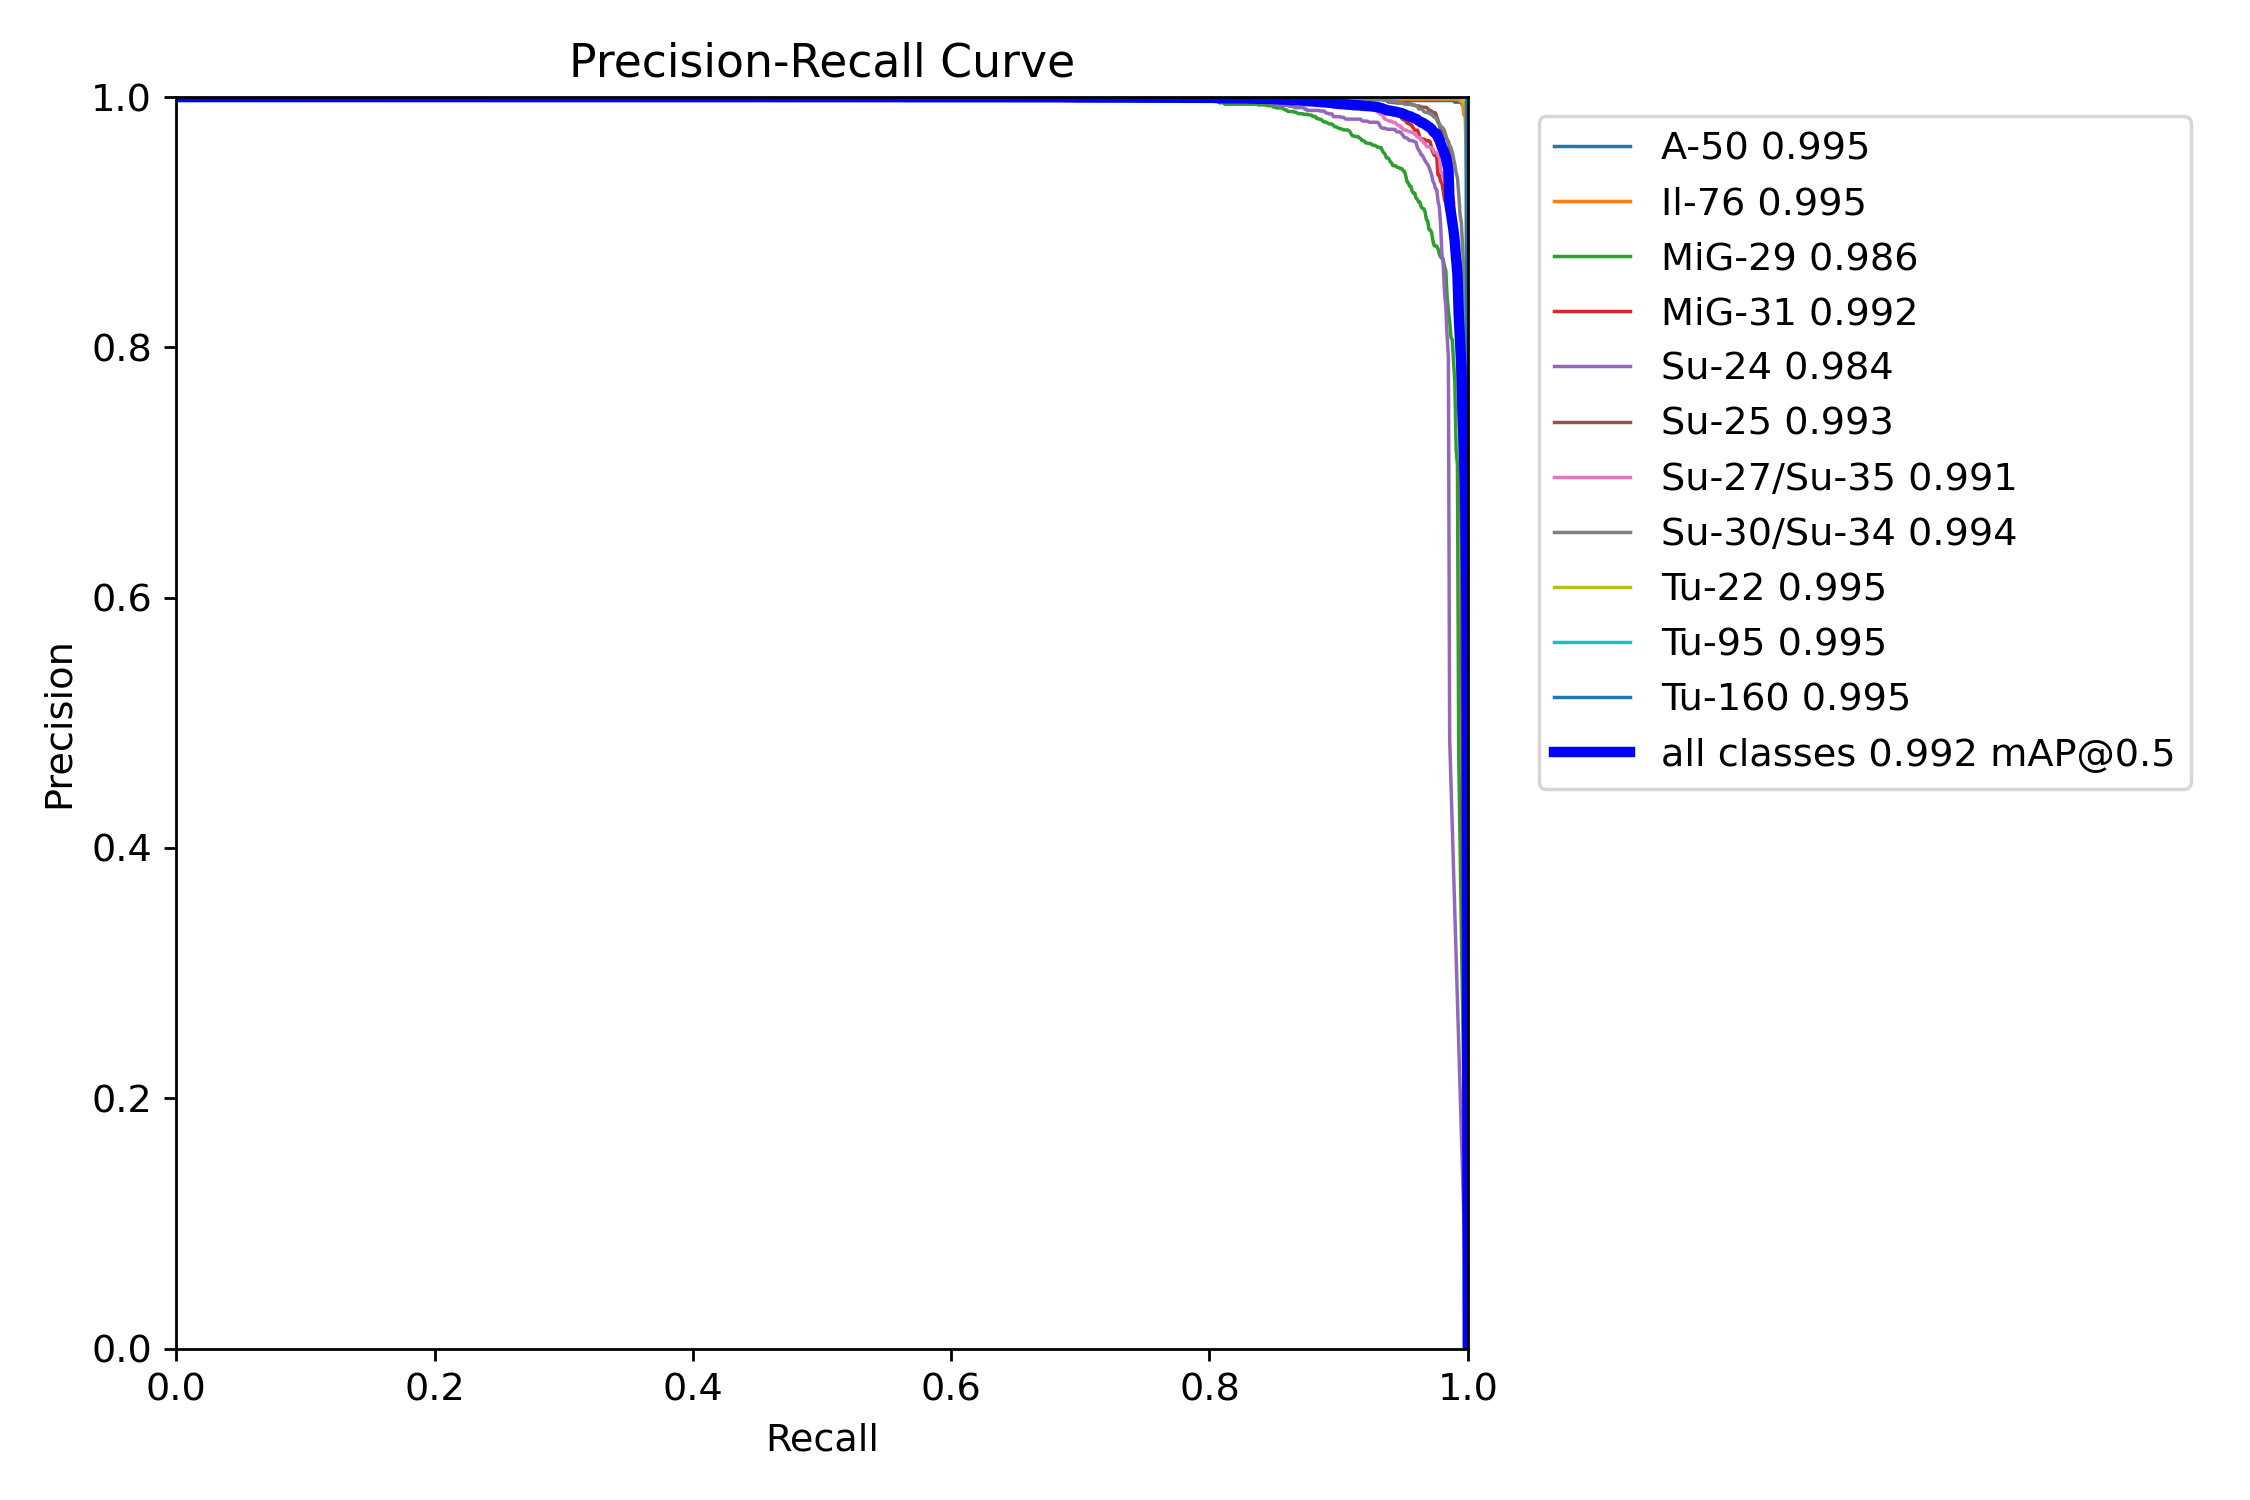 Precision-Recall Curve
1.0
0.8
0.6
0.4
0.2
0.0
Precision
0.0 0.2 0.4 0.6 0.8 1.0
Recall
A-50 0.995
Il-76 0.995
MiG-29 0.986
MiG-31 0.992
Su-24 0.984
Su-25 0.993
Su-27/Su-35 0.991
Su-30/Su-34 0.994
Tu-22 0.995
Tu-95 0.995
Tu-160 0.995
all classes 0.992 mAP@0.5